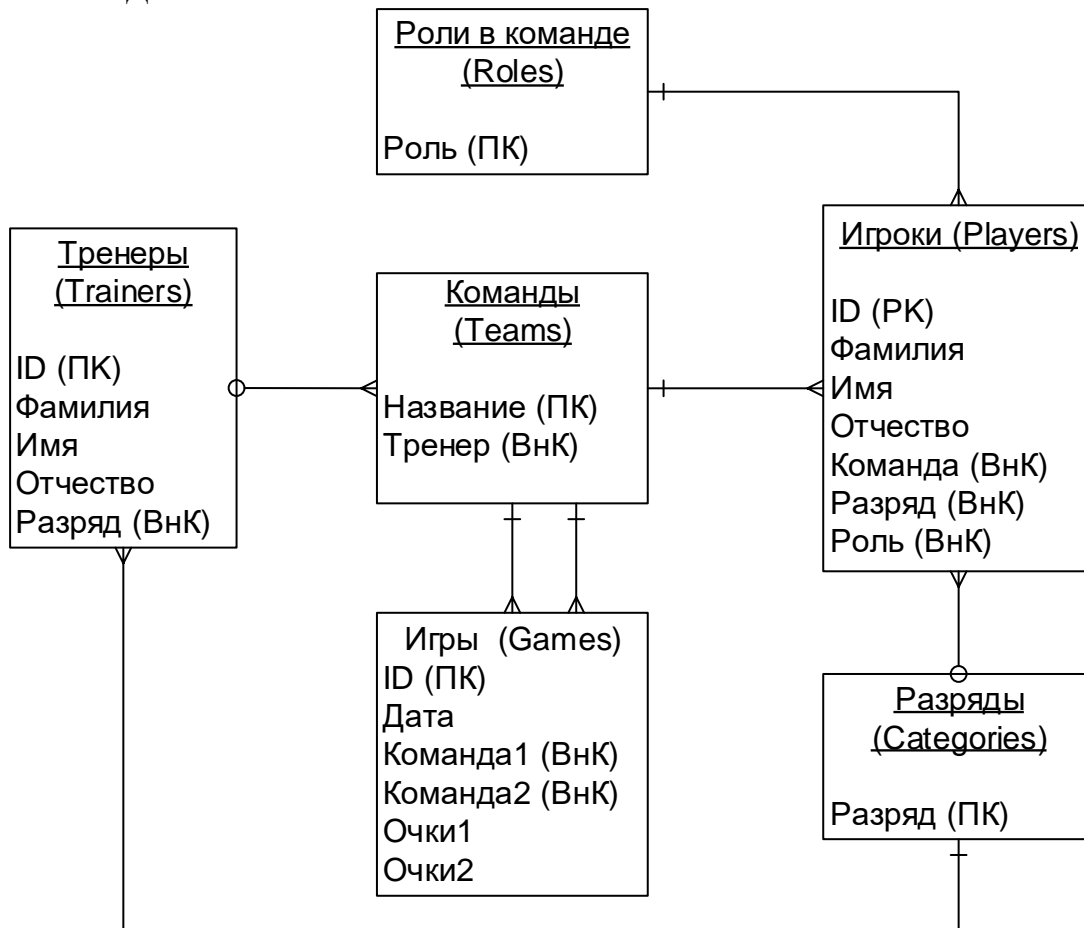 Роли в команде
(Roles)
Роль (ПК)
Тренеры
(Trainers)
ID (ПК)
Фамилия
Имя
Отчество
Разряд (ВнК)
Команды
(Teams)
Название (ПК)
Тренер (ВнК)
Игроки (Players)
ID (PK)
Фамилия
Имя
Отчество
Команда (ВнК)
Разряд (ВнК)
Роль (ВнК)
Игры (Games)
ID (ПК)
Дата
Команда1 (ВнК)
Команда2 (ВнК)
Очки1
Очки2
Разряды
(Categories)
Разряд (ПК)